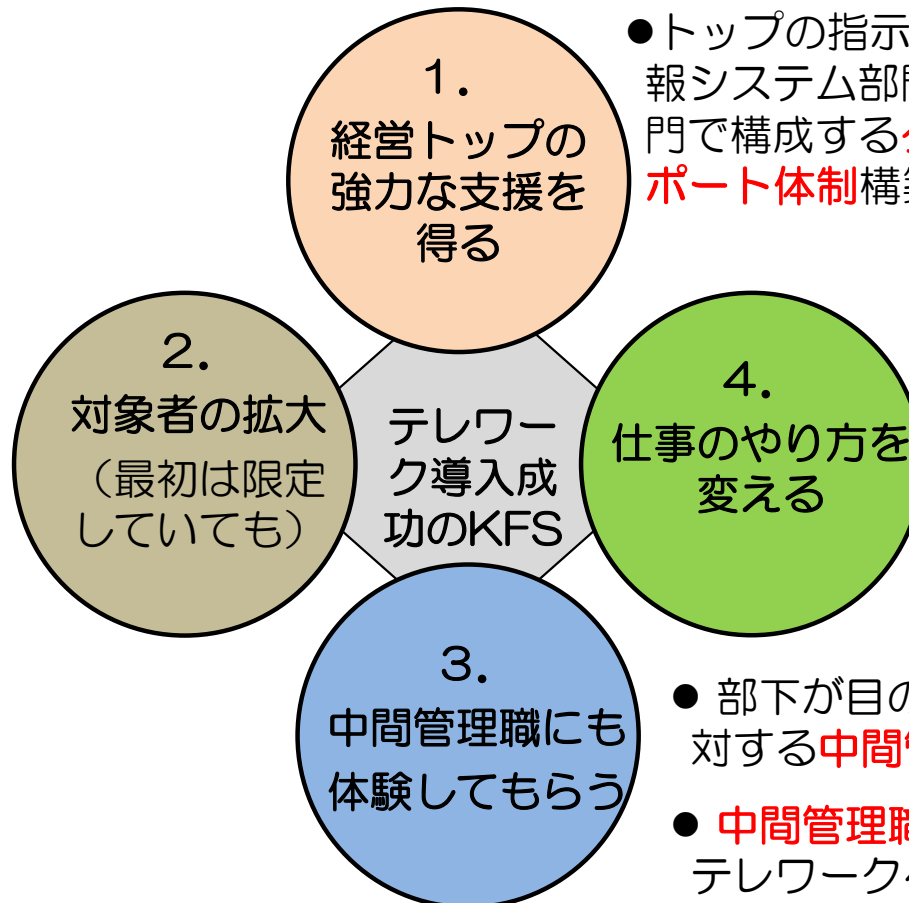 1.
経営トップの
強力な支援を
得る
●トップの指示
報システム部
門で構成する
ポート体制構
2.
対象者の拡大
（最初は限定
していても）
テレワー
ク導入成
功のKFS
4.
仕事のやり方を
変える
3.
中間管理職にも
体験してもらう
● 部下が目の
対する中間
● 中間管理職
テレワーク